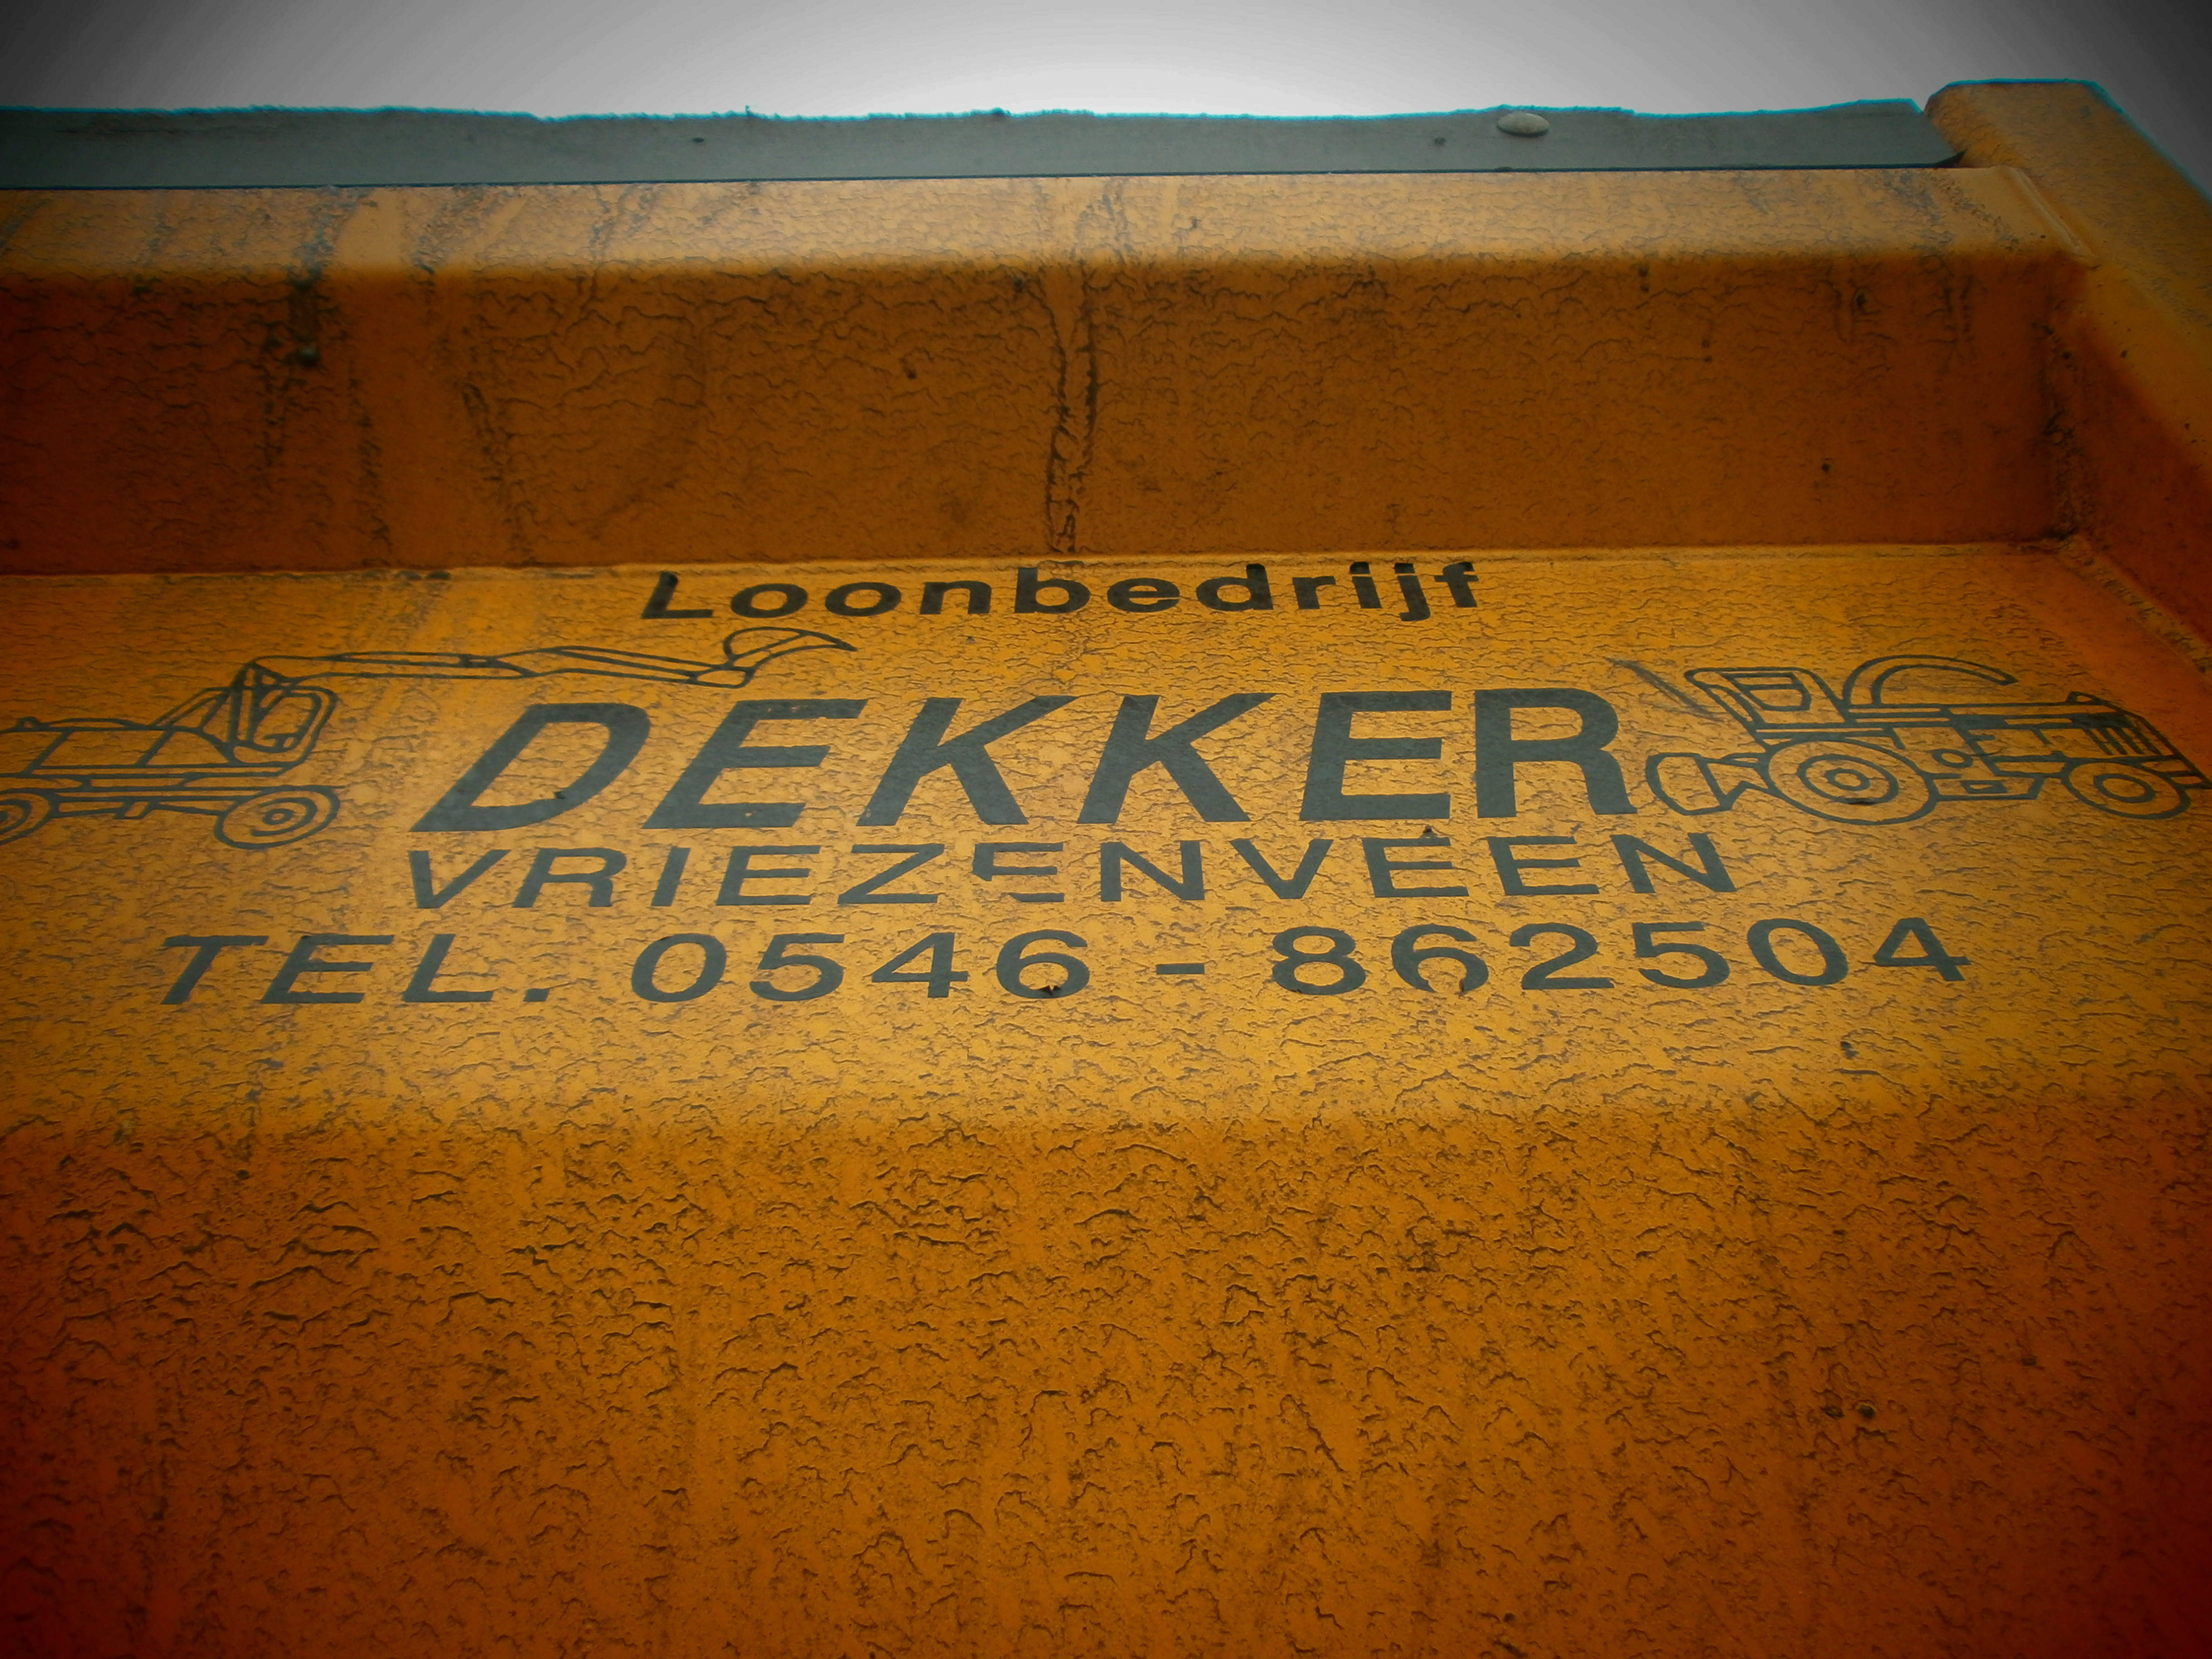 Loonbedrijf
DEKKER
VRIEZENVEEN
TEL. 0546 - 862504